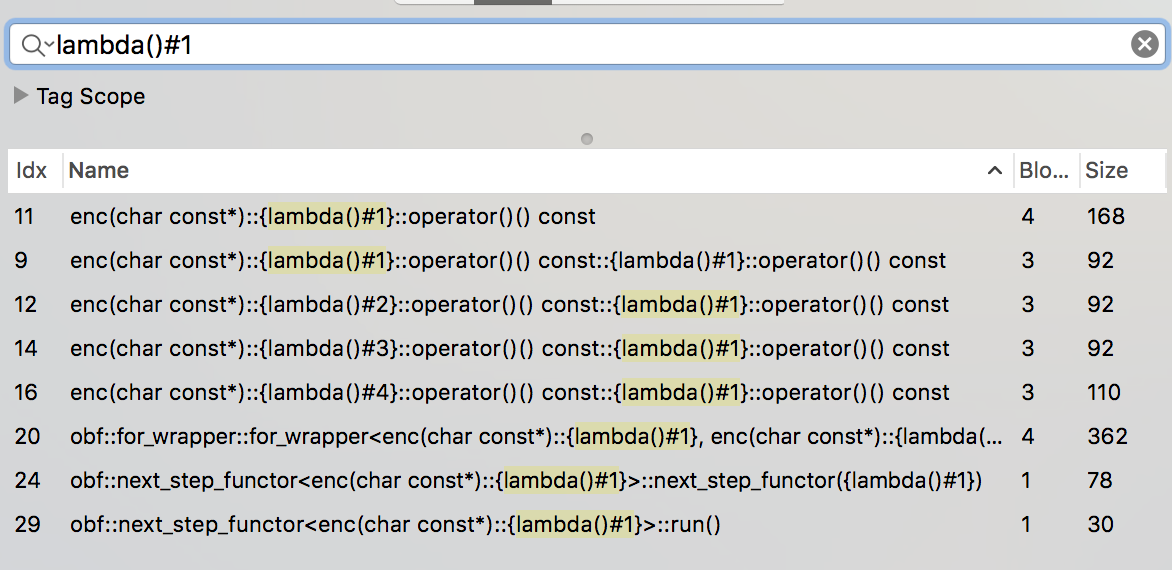 lambda()#1
Tag Scope
Idx Name Blo... Size
11 enc(char const*)::{lambda()#1}::operator()() const 4 168
9 enc(char const*)::{lambda()#1}::operator()() const::{lambda()#1}::operator()() const 3 92
12 enc(char const*)::{lambda()#2}::operator()() const::{lambda()#1}::operator()() const 3 92
14 enc(char const*)::{lambda()#3}::operator()() const::{lambda()#1}::operator()() const 3 92
16 enc(char const*)::{lambda()#4}::operator()() const::{lambda()#1}::operator()() const 3 110
20 obf::for_wrapper::for_wrapper<enc(char const*)::{lambda()#1}, enc(char const*)::{lambda(... 4 362
24 obf::next_step_functor<enc(char const*)::{lambda()#1}>::next_step_functor({lambda()#1}) 1 78
29 obf::next_step_functor<enc(char const*)::{lambda()#1}>::run() 1 30